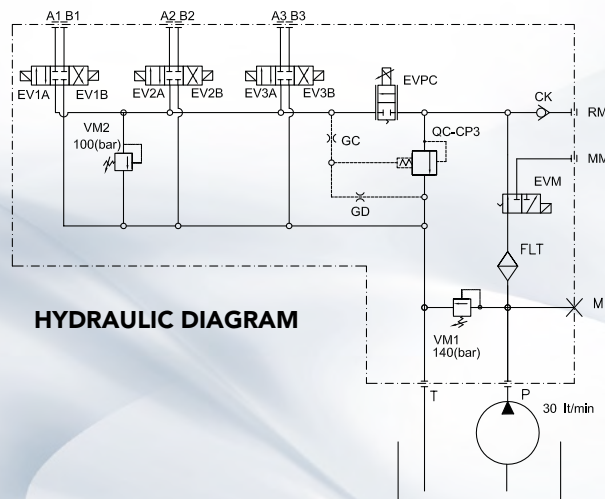 A1 B1 A2 B2 A3 B3
EV1A EV1B EV2A EV2B EV3A EV3B
EVPC
CK
RM
VM2
100(bar)
GC
QC-CP3
MM
EVM
GD
FLT
HYDRAULIC DIAGRAM
M
VM1
140(bar)
T P
30 lt/min